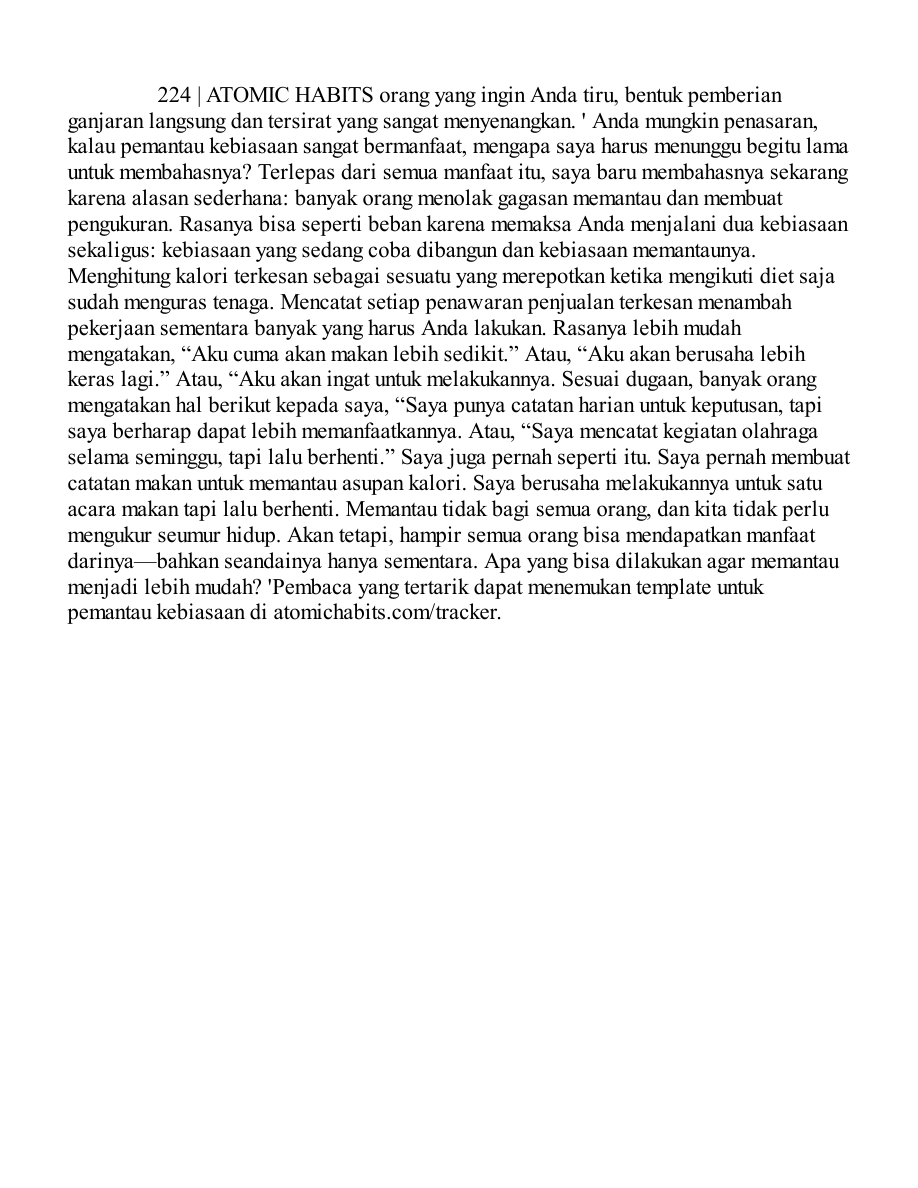 224 | ATOMIC HABITS orang yang ingin Anda tiru, bentuk pemberian
ganjaran langsung dan tersirat yang sangat menyenangkan. ' Anda mungkin penasaran,
kalau pemantau kebiasaan sangat bermanfaat, mengapa saya harus menunggu begitu lama
untuk membahasnya? Terlepas dari semua manfaat itu, saya baru membahasnya sekarang
karena alasan sederhana: banyak orang menolak gagasan memantau dan membuat
pengukuran. Rasanya bisa seperti beban karena memaksa Anda menjalani dua kebiasaan
sekaligus: kebiasaan yang sedang coba dibangun dan kebiasaan memantaunya.
Menghitung kalori terkesan sebagai sesuatu yang merepotkan ketika mengikuti diet saja
sudah menguras tenaga. Mencatat setiap penawaran penjualan terkesan menambah
pekerjaan sementara banyak yang harus Anda lakukan. Rasanya lebih mudah
mengatakan, “Aku cuma akan makan lebih sedikit.” Atau, “Aku akan berusaha lebih
keras lagi.” Atau, “Aku akan ingat untuk melakukannya. Sesuai dugaan, banyak orang
mengatakan hal berikut kepada saya, “Saya punya catatan harian untuk keputusan, tapi
saya berharap dapat lebih memanfaatkannya. Atau, “Saya mencatat kegiatan olahraga
selama seminggu, tapi lalu berhenti.” Saya juga pernah seperti itu. Saya pernah membuat
catatan makan untuk memantau asupan kalori. Saya berusaha melakukannya untuk satu
acara makan tapi lalu berhenti. Memantau tidak bagi semua orang, dan kita tidak perlu
mengukur seumur hidup. Akan tetapi, hampir semua orang bisa mendapatkan manfaat
darinya—bahkan seandainya hanya sementara. Apa yang bisa dilakukan agar memantau
menjadi lebih mudah? 'Pembaca yang tertarik dapat menemukan template untuk
pemantau kebiasaan di atomichabits.com/tracker.